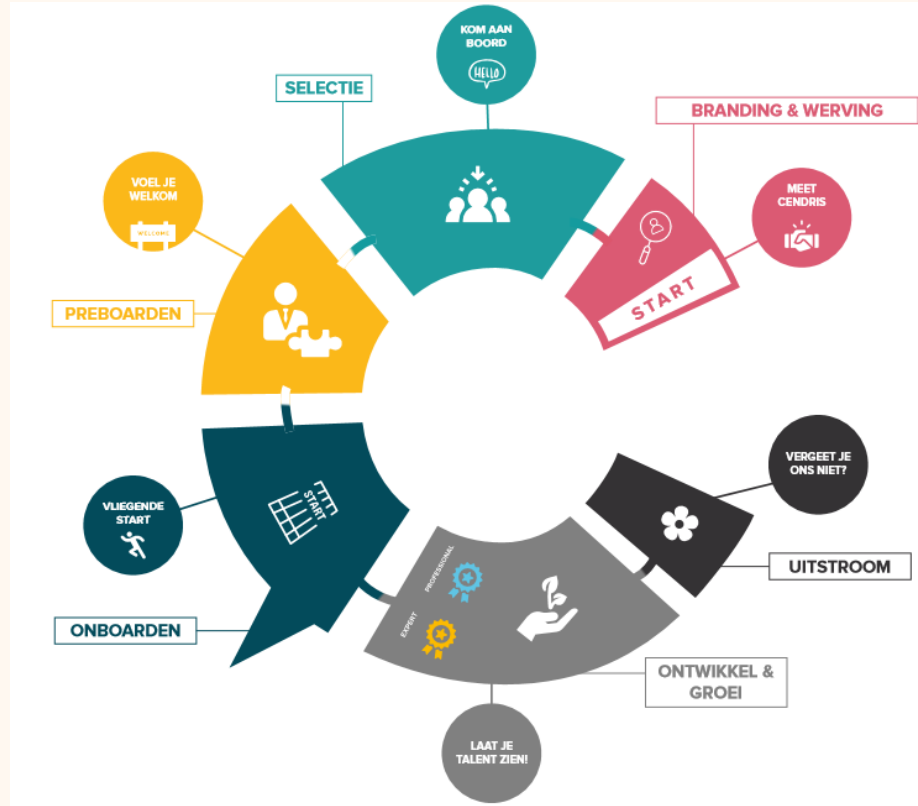 KOM AAN
BOORD
HELLO
SELECTIE
BRANDING & WERVING
MEET
CENDRIS
START
VOEL JE
WELKOM
WELCOME
PREBOARDEN
VLIEGENDE
START
START
ONBOARDEN
PROFESSIONAL
EXPERT
ONTWIKKEL &
GROEI
LAAT JE
TALENT ZIEN!
VERGEET JE
ONS NIET?
UITSTROOM